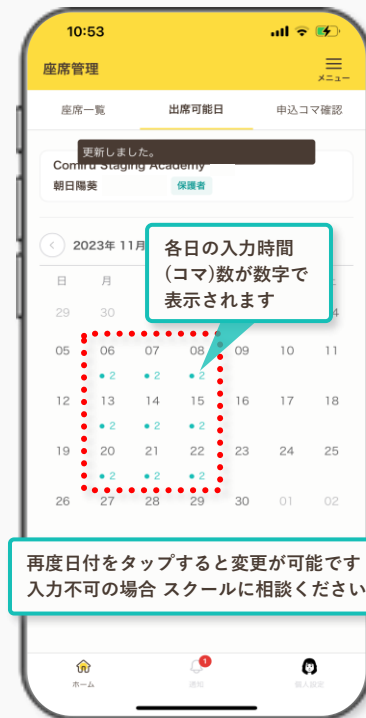 10:53
座席管理
メニュー
座席一覧 出席可能日 申込コマ確認
更新しました。
Comiru Staging Academy
朝日陽葵 保護者
2023年 11月
各日の入力時間
(コマ)数が数字で
表示されます
日 月
29 30 4
05 06 07 08 09 10 11
2 2 2
12 13 14 15 16 17 18
2 2 2
19 20 21 22 23 24 25
2 2 2
26 27 28 29 30 01 02
再度日付をタップすると変更が可能です
入力不可の場合 スクールに相談ください
1
ホーム 通知 個人設定